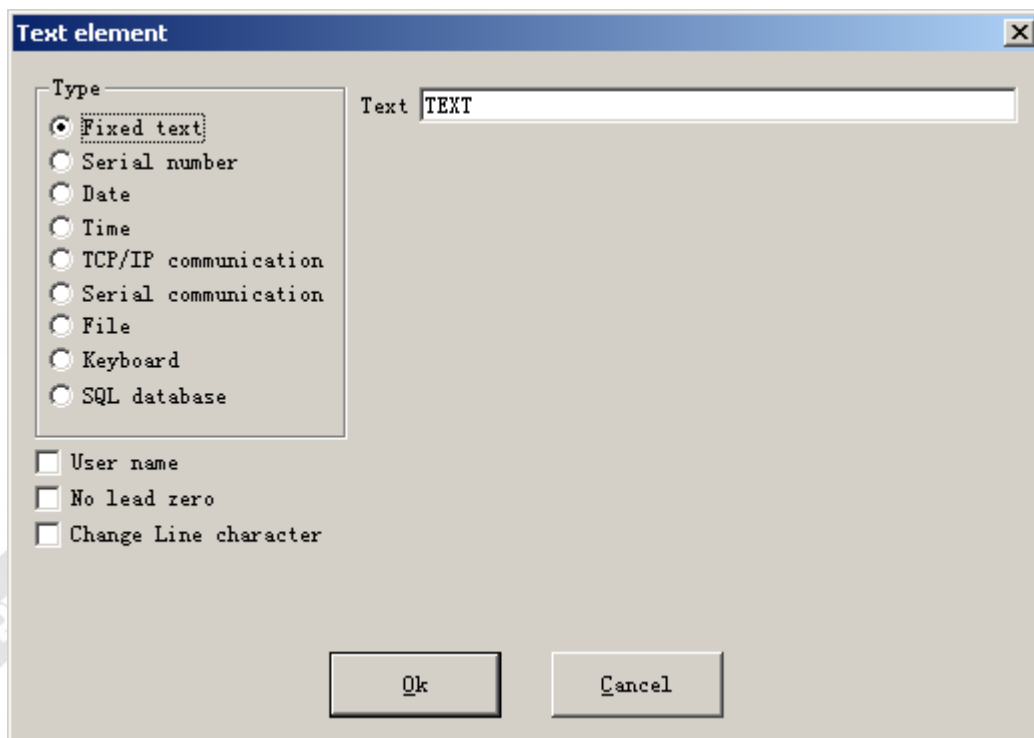 Text element
Type
Text TEXT
Fixed text
Serial number
Date
Time
TCP/IP communication
Serial communication
File
Keyboard
SQL database
User name
No lead zero
Change Line character
Ok Cancel